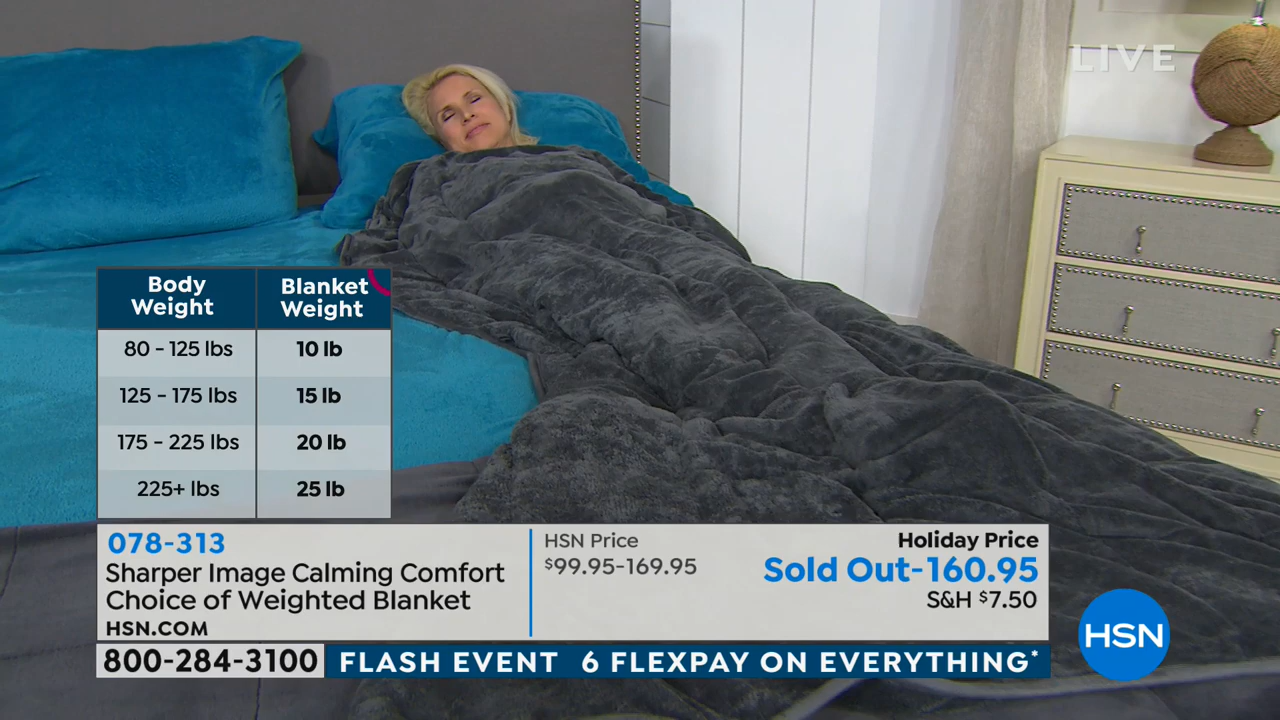 LIVE
Body Weight
Blanket Weight
80 - 125 lbs
10 lb
125 - 175 lbs
15 lb
175 - 225 lbs
20 lb
225+ lbs
25 lb
078-313
Sharper Image Calming Comfort
Choice of Weighted Blanket
HSN.COM
HSN Price
$99.95-169.95
Holiday Price
Sold Out-160.95
S&H $7.50
HSN
800-284-3100
FLASH EVENT 6 FLEXPAY ON EVERYTHING*